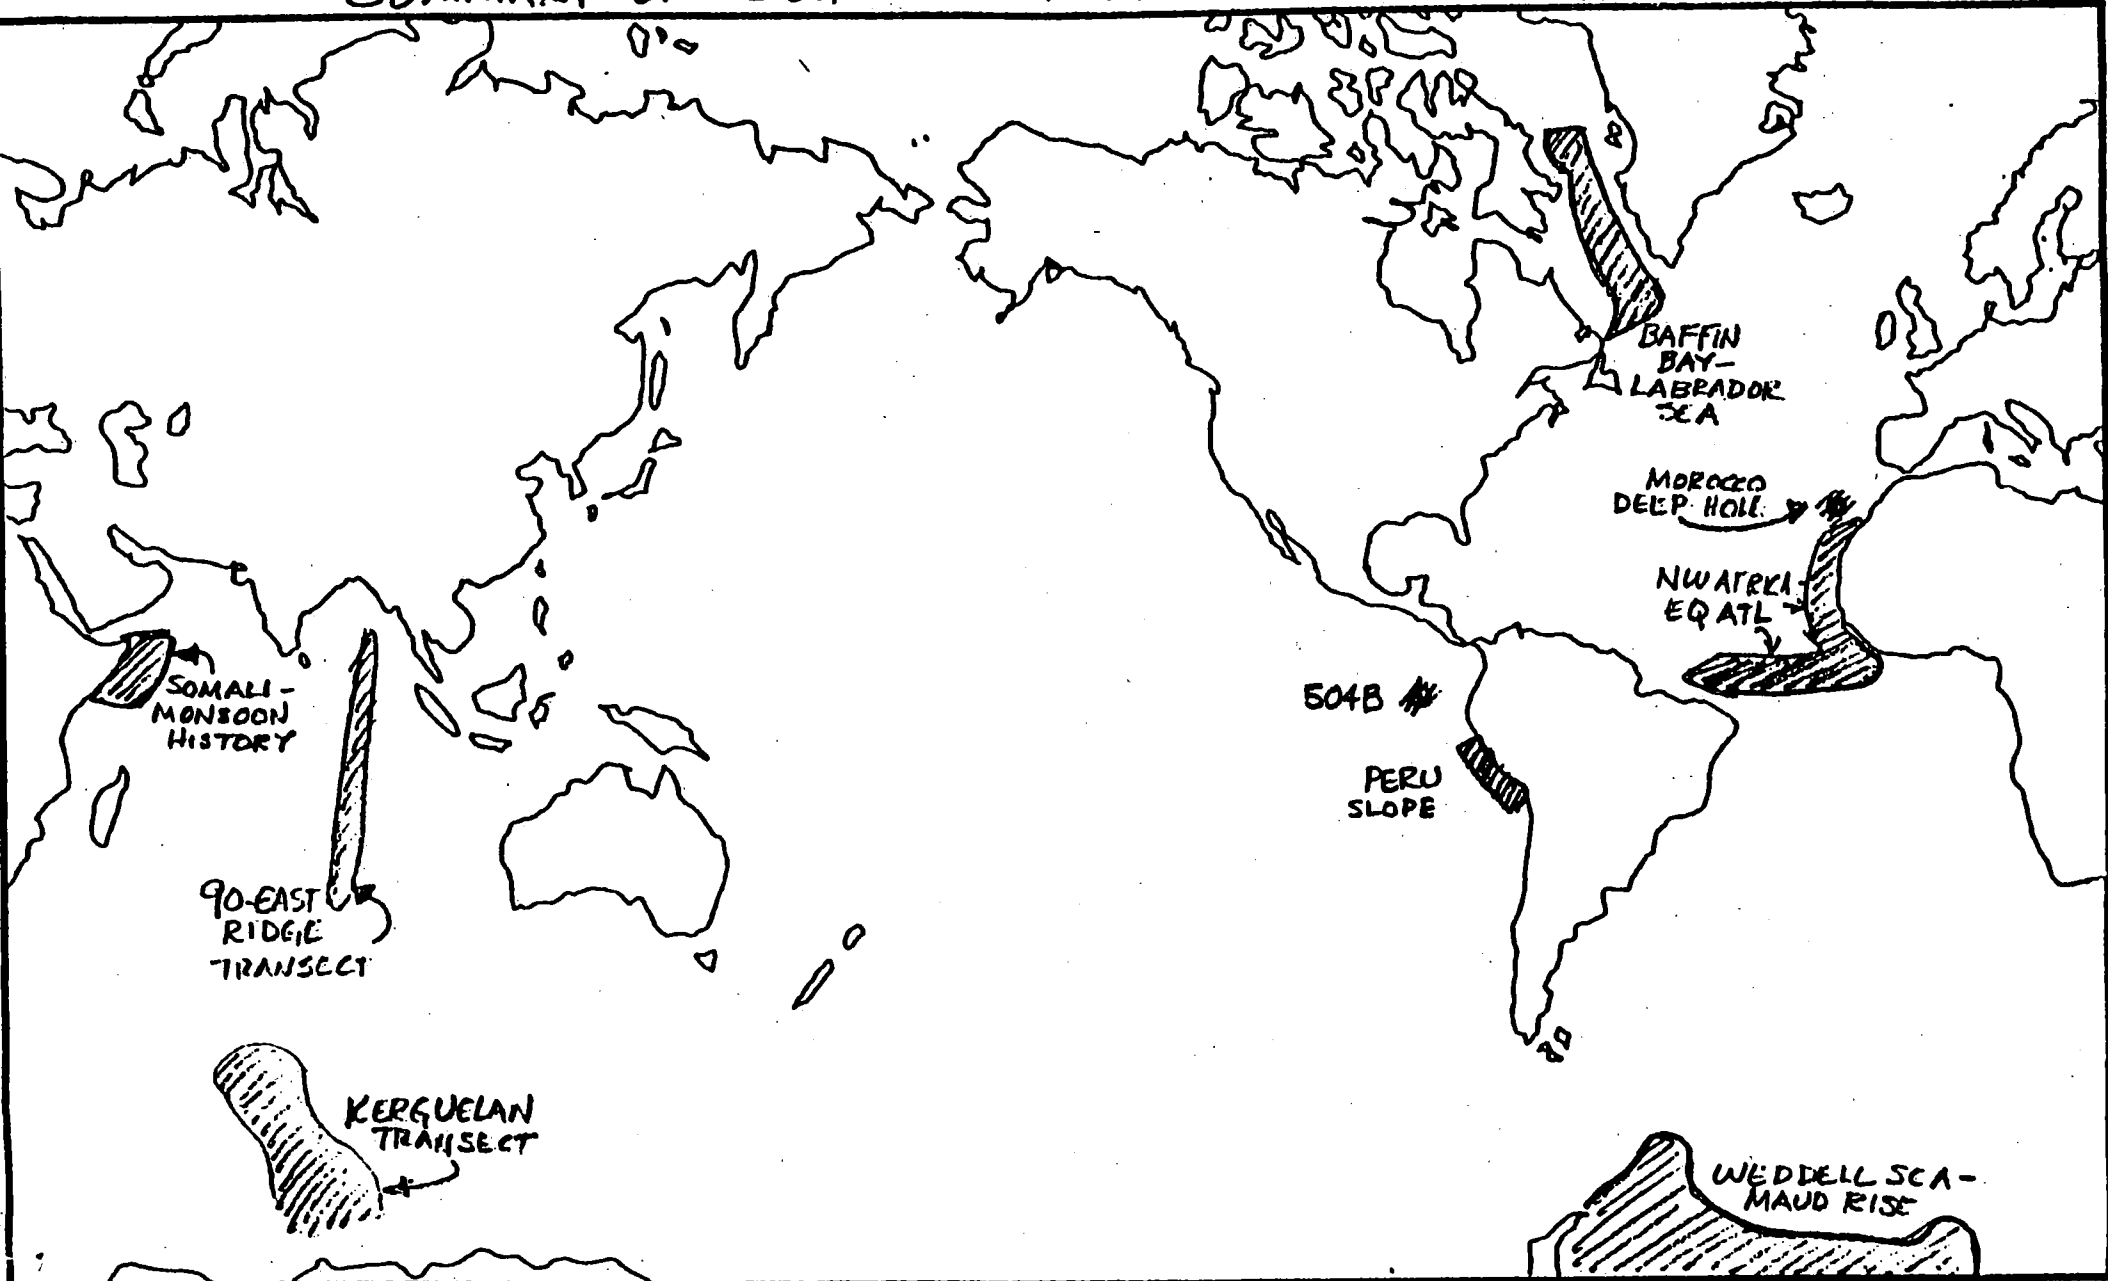 BAFFIN
BAY-
LABRADOR
SEA
MOROCCO
DEEP HOLE
NW AFRICA
EQ ATL
SOMALI-
MONSOON
HISTORY
504B
PERU
SLOPE
90-EAST
RIDGE
TRANSECT
KERGUELAN
TRANSECT
WEDDELL SEA-
MAUD RISE